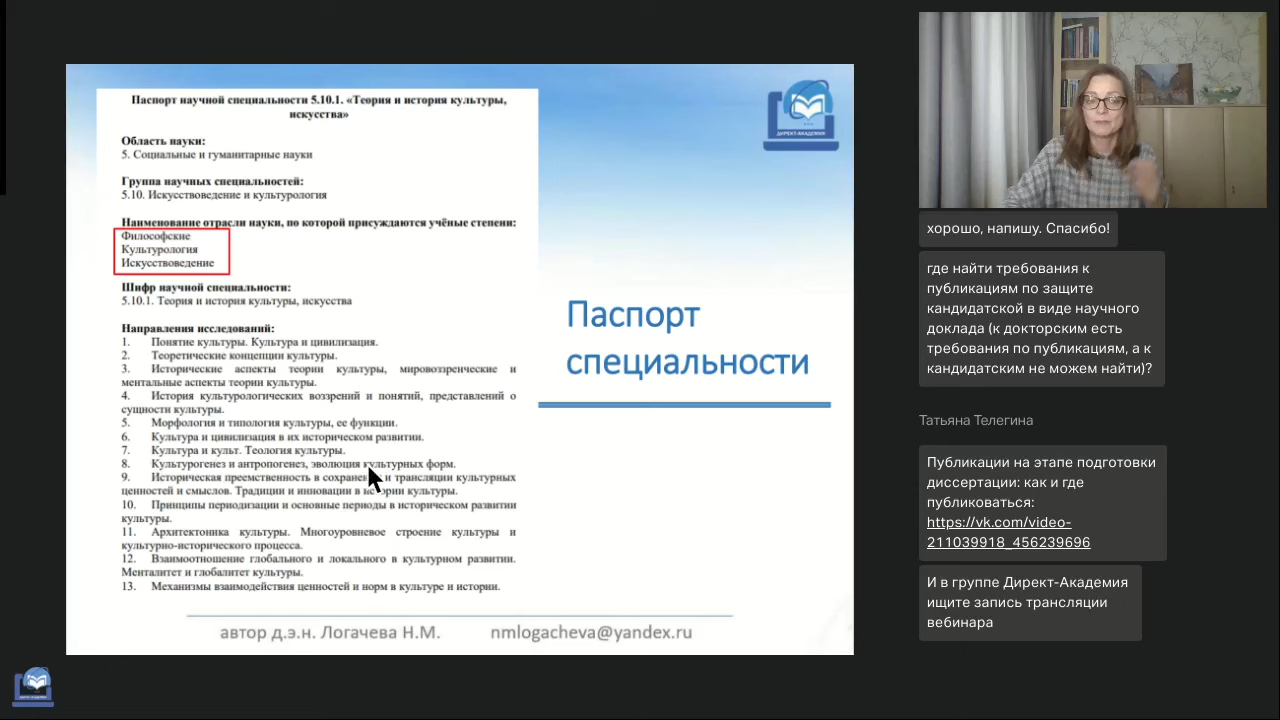 Паспорт научной специальности 5.10.1. «Теория и история культуры,
искусства»
Область науки:
5. Социальные и гуманитарные науки
Группа научных специальностей:
5.10. Искусствоведение и культурология
Наименование отрасли науки, по которой присуждаются учёные степени:
Философские
Культурология
Искусствоведение
Шифр научной специальности:
5.10.1. Теория и история культуры, искусства
Направления исследований:
1. Понятие культуры. Культура и цивилизация.
2. Теоретические концепции культуры.
3. Исторические аспекты теории культуры, мировоззренческие и
ментальные аспекты теории культуры.
4. История культурологических воззрений и понятий, представлений о
сущности культуры.
5. Морфология и типология культуры, ее функции.
6. Культура и цивилизация в их историческом развитии.
7. Культура и культ. Теология культуры.
8. Культурогенез и антропогенез, эволюция культурных форм.
9. Историческая преемственность в сохранении и трансляции культурных
ценностей и смыслов. Традиции и инновации в истории культуры.
10. Принципы периодизации и основные периоды в историческом развитии
культуры.
11. Архитектоника культуры. Многоуровневое строение культуры и
культурно-исторического процесса.
12. Взаимоотношение глобального и локального в культурном развитии.
Менталитет и глобалитет культуры.
13. Механизмы взаимодействия ценностей и норм в культуре и истории.
ДИРЕКТ-АКАДЕМИЯ
Паспорт
специальности
автор д.э.н. Логачева Н.М. nmlogacheva@yandex.ru
хорошо, напишу. Спасибо!
где найти требования к
публикациям по защите
кандидатской в виде научного
доклада (к докторским есть
требования по публикациям, а к
кандидатским не можем найти)?
Татьяна Телегина
Публикации на этапе подготовки
диссертации: как и где
публиковаться:
https://vk.com/video-
211039918_456239696
И в группе Директ-Академия
ищите запись трансляции
вебинара